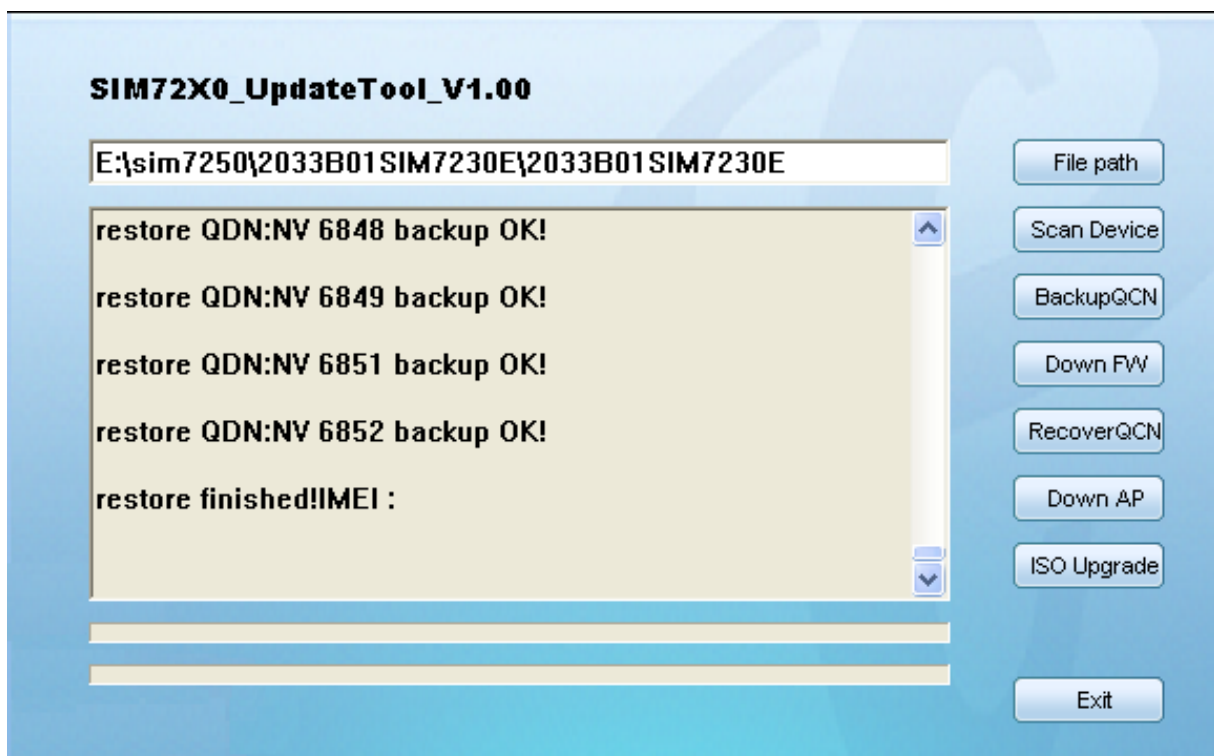 SIM72X0_UpdateTool_V1.00
E:\sim7250\2033B01SIM7230E\2033B01SIM7230E
File path
restore QDN:NV 6848 backup OK!
Scan Device
restore QDN:NV 6849 backup OK!
BackupQCN
restore QDN:NV 6851 backup OK!
Down FW
restore QDN:NV 6852 backup OK!
RecoverQCN
restore finished!IMEI :
Down AP
ISO Upgrade
Exit